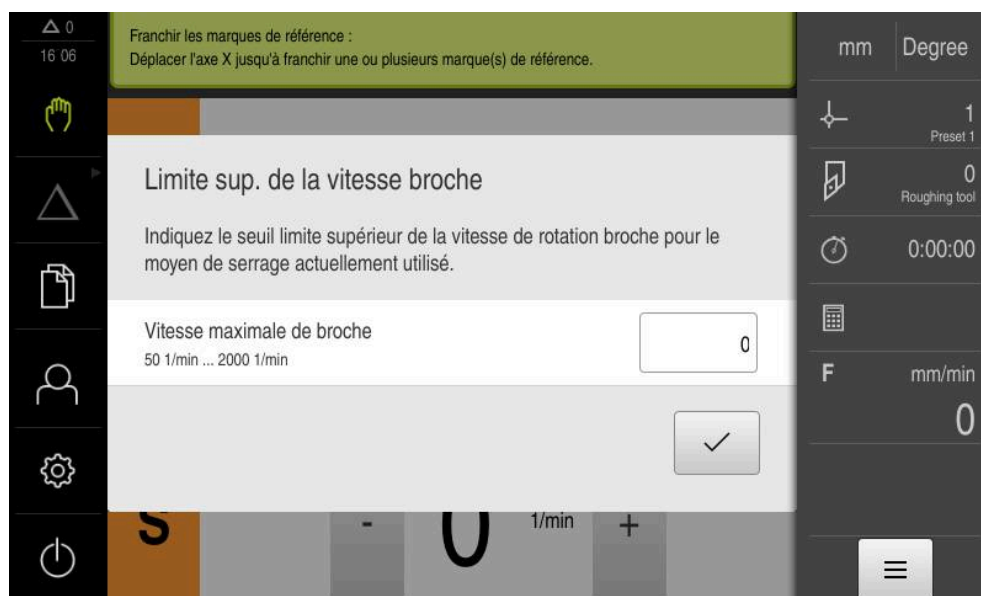 0
16 06
Franchir les marques de référence :
Déplacer l'axe X jusqu'à franchir une ou plusieurs marque(s) de référence.
Limite sup. de la vitesse broche
Indiquez le seuil limite supérieur de la vitesse de rotation broche pour le
moyen de serrage actuellement utilisé.
Vitesse maximale de broche
0
50 1/min ... 2000 1/min
S
- 0 1/min +
mm Degree
1
Preset 1
0
Roughing tool
0:00:00
F mm/min
0